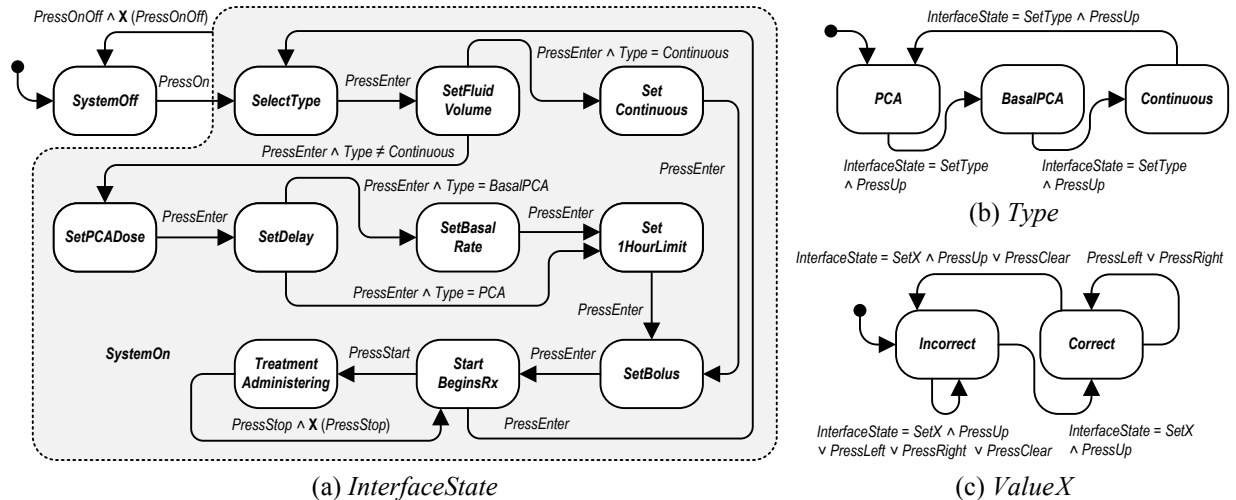 PressOnOff ∧ X (PressOnOff)
SystemOff
PressOn
SelectType
PressEnter
SetFluid
Volume
PressEnter ∧ Type = Continuous
Set
Continuous
PressEnter ∧ Type ≠ Continuous
PressEnter
SetPCADose
PressEnter
SetDelay
PressEnter ∧ Type = BasalPCA
SetBasal
Rate
PressEnter
Set
1HourLimit
PressEnter ∧ Type = PCA
PressEnter
SystemOn
Treatment
Administering
PressStart
Start
BeginsRx
PressEnter
SetBolus
PressStop ∧ X (PressStop)
PressEnter
(a) InterfaceState
InterfaceState = SetType ∧ PressUp
PCA
BasalPCA
Continuous
InterfaceState = SetType
∧ PressUp
InterfaceState = SetType
∧ PressUp
(b) Type
InterfaceState = SetX ∧ PressUp ∨ PressClear
PressLeft ∨ PressRight
Incorrect
Correct
InterfaceState = SetX ∧ PressUp
∨ PressLeft ∨ PressRight ∨ PressClear
InterfaceState = SetX
∧ PressUp
(c) ValueX